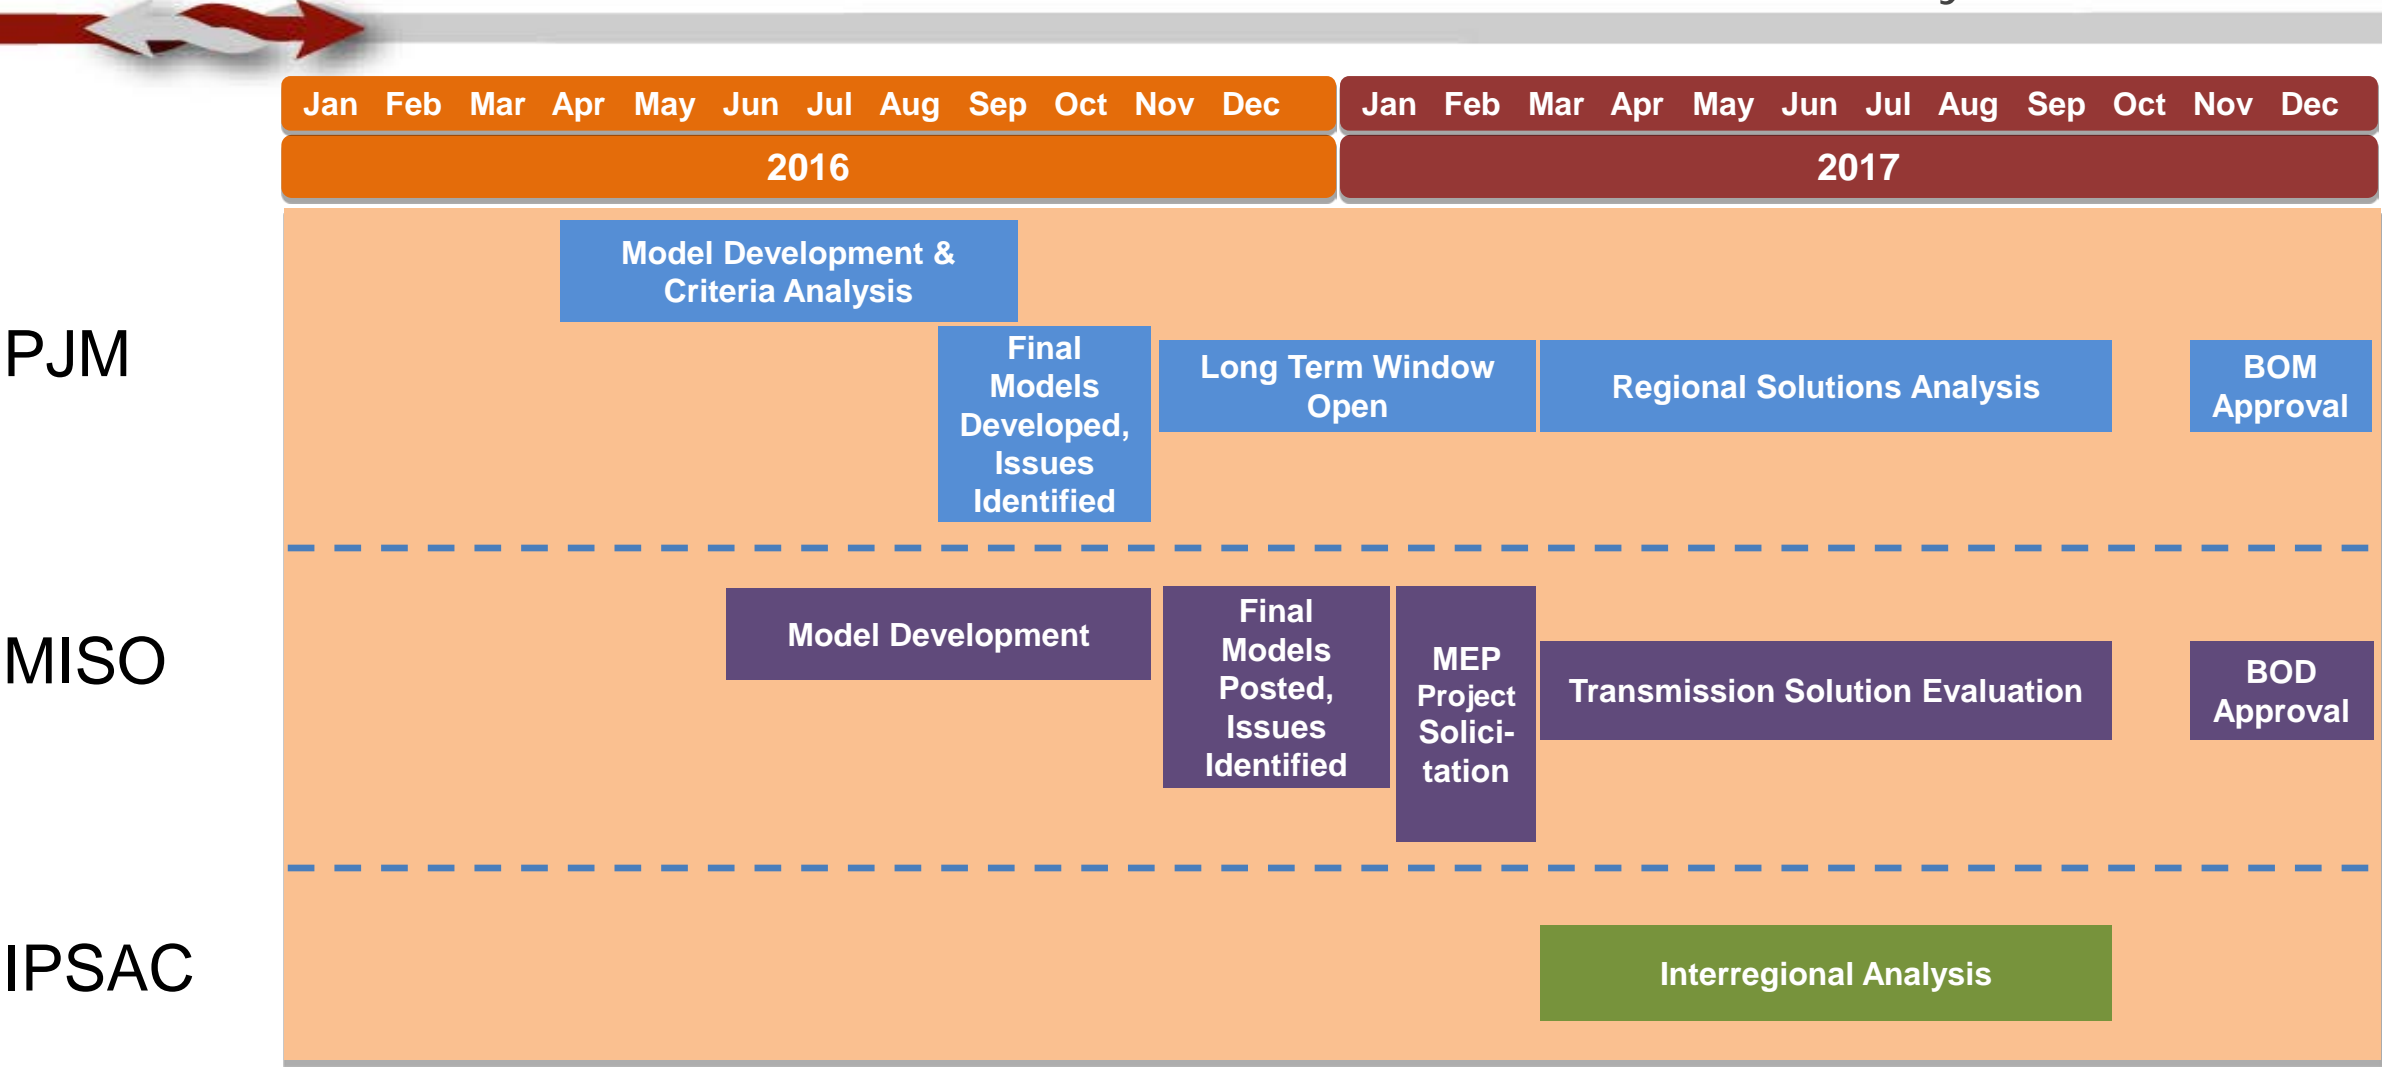 Jan Feb Mar Apr May Jun Jul Aug Sep Oct Nov Dec
Jan Feb Mar Apr May Jun Jul Aug Sep Oct Nov Dec
2016
2017
PJM
Model Development &
Criteria Analysis
Final
Models
Developed,
Issues
Identified
Long Term Window
Open
Regional Solutions Analysis
BOM
Approval
MISO
Model Development
Final
Models
Posted,
Issues
Identified
MEP
Project
Solici-
tation
Transmission Solution Evaluation
BOD
Approval
IPSAC
Interregional Analysis